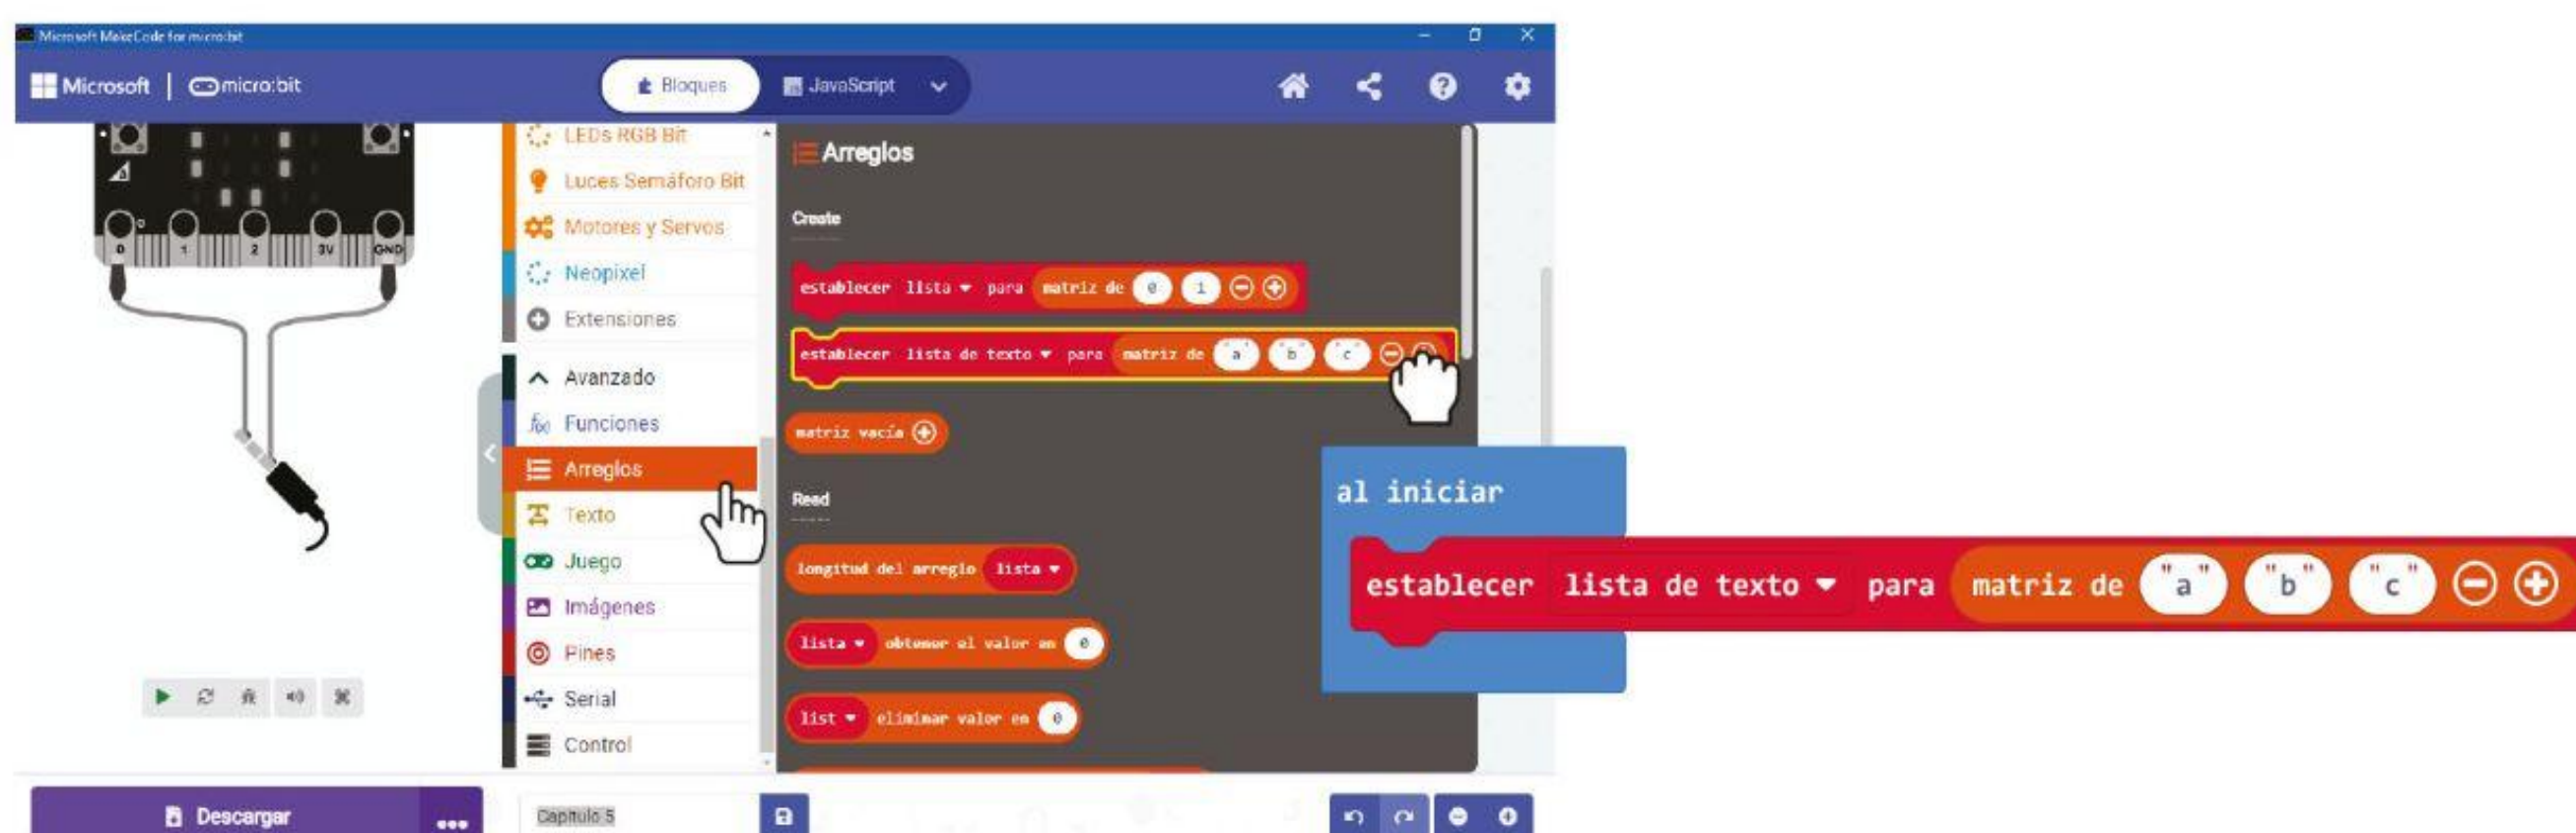 Microsoft MakeCode for micro:bit
Microsoft | micro:bit
Bloques
JavaScript
0 1 2 3V GND
LEDs RGB Bit
Luces Semáforo Bit
Motores y Servos
Neopixel
Extensiones
Avanzado
Funciones
Arreglos
Texto
Juego
Imágenes
Pines
Serial
Control
Arreglos
Create
establecer lista para matriz de 0 1
establecer lista de texto para matriz de "a" "b" "c"
matriz vacía
Read
longitud del arreglo lista
lista obtener el valor en 0
list eliminar valor en 0
al iniciar
establecer lista de texto para matriz de "a" "b" "c"
Descargar
Capítulo 5